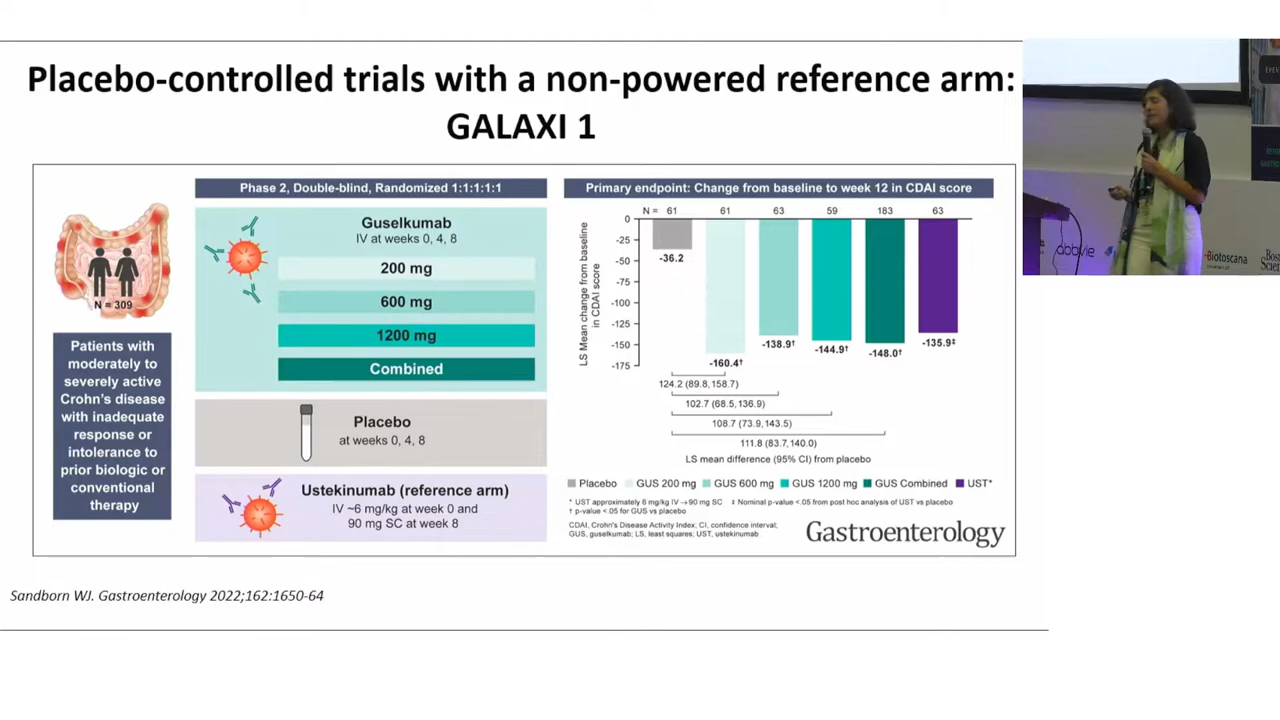 Placebo-controlled trials with a non-powered reference arm:
GALAXI 1
N = 309
Patients with
moderately to
severely active
Crohn's disease
with inadequate
response or
intolerance to
prior biologic or
conventional
therapy
Phase 2, Double-blind, Randomized 1:1:1:1:1
Guselkumab
IV at weeks 0, 4, 8
200 mg
600 mg
1200 mg
Combined
Placebo
at weeks 0, 4, 8
Ustekinumab (reference arm)
IV ~6 mg/kg at week 0 and
90 mg SC at week 8
Primary endpoint: Change from baseline to week 12 in CDAI score
N = 61 61 63 59 183 63
LS Mean change from baseline
in CDAI score
0
-25
-50
-75
-100
-125
-150
-175
-36.2
-160.4†
-138.9†
-144.9†
-148.0†
-135.9‡
124.2 (89.8, 158.7)
102.7 (68.5, 136.9)
108.7 (73.9, 143.5)
111.8 (83.7, 140.0)
LS mean difference (95% CI) from placebo
Placebo GUS 200 mg GUS 600 mg GUS 1200 mg GUS Combined UST*
* UST approximately 6 mg/kg IV→90 mg SC ‡ Nominal p-value <.05 from post hoc analysis of UST vs placebo
† p-value <.05 for GUS vs placebo
CDAI, Crohn's Disease Activity Index, CI, confidence interval;
GUS, guselkumab; LS, least squares; UST, ustekinumab
Gastroenterology
Sandborn WJ. Gastroenterology 2022;162:1650-64
abbvie
Biotoscana